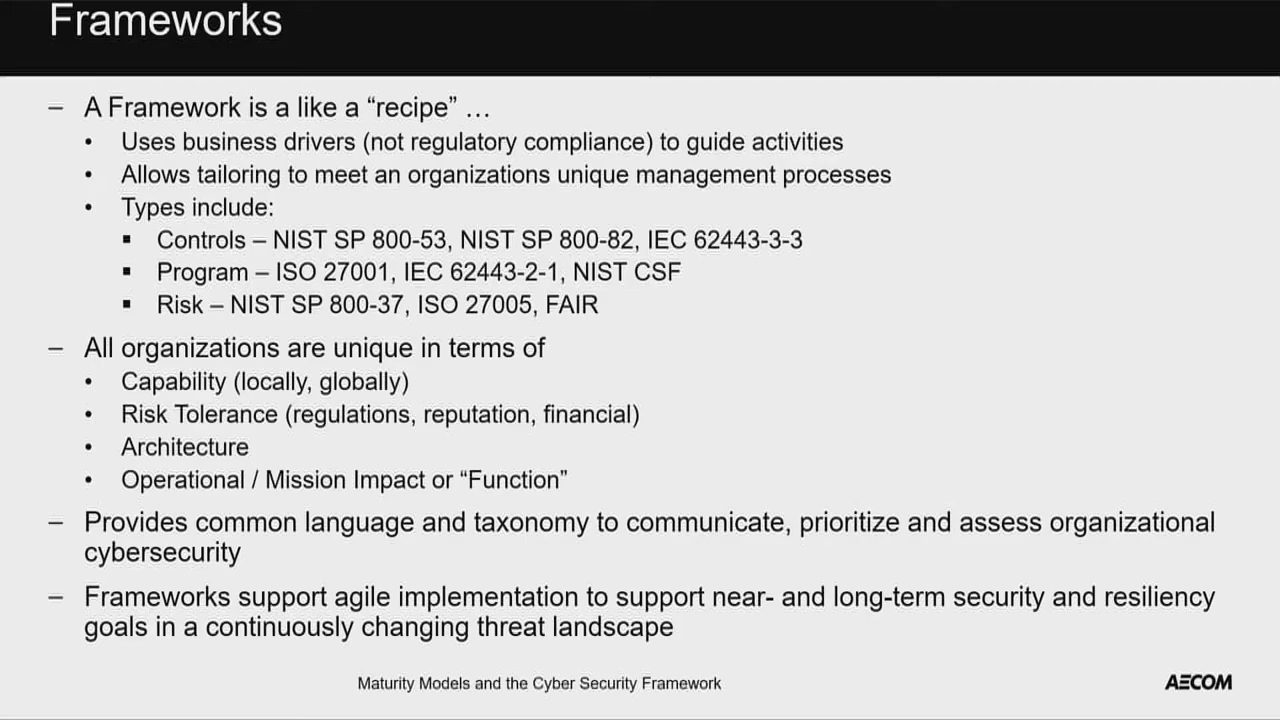 Frameworks
– A Framework is a like a “recipe” …
• Uses business drivers (not regulatory compliance) to guide activities
• Allows tailoring to meet an organizations unique management processes
• Types include:
▪ Controls – NIST SP 800-53, NIST SP 800-82, IEC 62443-3-3
▪ Program – ISO 27001, IEC 62443-2-1, NIST CSF
▪ Risk – NIST SP 800-37, ISO 27005, FAIR
– All organizations are unique in terms of
• Capability (locally, globally)
• Risk Tolerance (regulations, reputation, financial)
• Architecture
• Operational / Mission Impact or “Function”
– Provides common language and taxonomy to communicate, prioritize and assess organizational
cybersecurity
– Frameworks support agile implementation to support near- and long-term security and resiliency
goals in a continuously changing threat landscape
Maturity Models and the Cyber Security Framework
AECOM